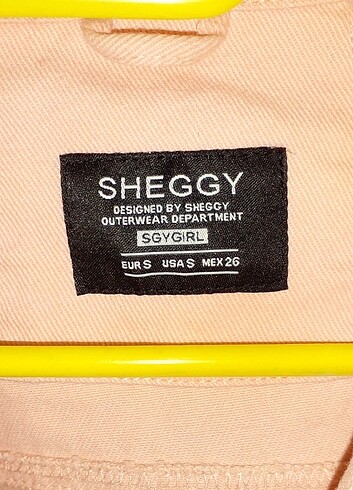 SHEGGY
DESIGNED BY SHEGGY
OUTERWEAR DEPARTMENT
SGYGIRL
EUR S USA S MEX 26